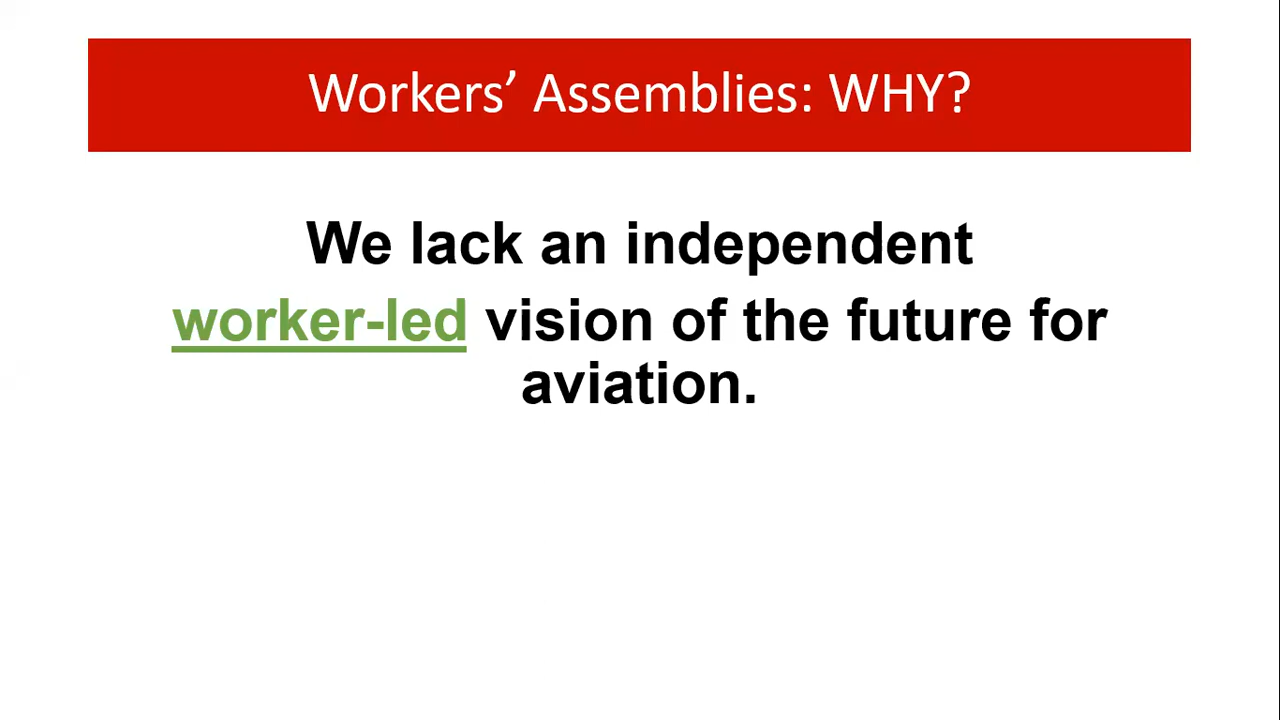 Workers’ Assemblies: WHY?
We lack an independent
worker-led vision of the future for
aviation.